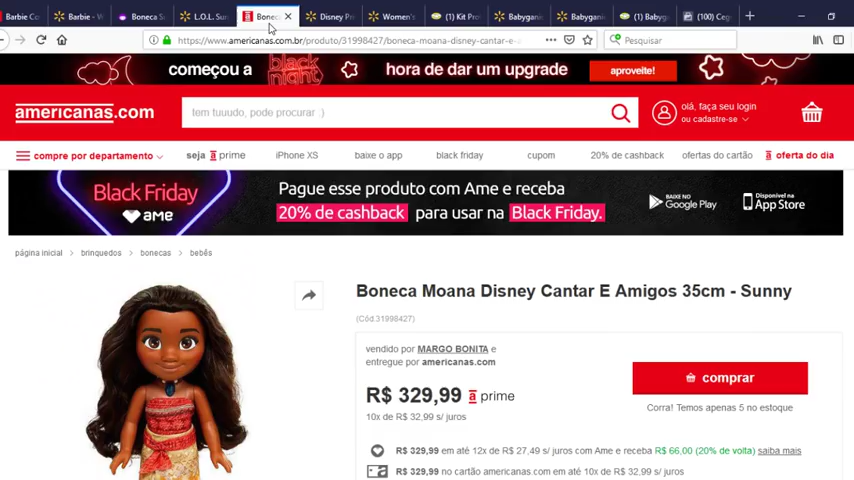 Barbie Co
Barbie - W
Boneca Sa
L.O.L. Sur
Bonec
Disney Pr
Women's
(1) Kit Pro
Babygani
Babygani
(1) Babyg
(100) Ceg
https://www.americanas.com.br/produto/31998427/boneca-moana-disney-cantar-e-a
Pesquisar
começou a
black night
hora de dar um upgrade
aproveite!
americanas.com
tem tuuudo, pode procurar :)
olá, faça seu login
ou cadastre-se
compre por departamento
seja a prime
iPhone XS
baixe o app
black friday
cupom
20% de cashback
ofertas do cartão
a oferta do dia
Black Friday
ame
Pague esse produto com Ame e receba
20% de cashback para usar na Black Friday.
BAIXE NO
Google Play
Disponível na
App Store
página inicial > brinquedos > bonecas > bebês
Boneca Moana Disney Cantar E Amigos 35cm - Sunny
(Cód.31998427)
vendido por MARGO BONITA e
entregue por americanas.com
R$ 329,99 a prime
10x de R$ 32,99 s/ juros
comprar
Corra! Temos apenas 5 no estoque
R$ 329,99 em até 12x de R$ 27,49 s/ juros com Ame e receba R$ 66,00 (20% de volta) saiba mais
R$ 329,99 no cartão americanas.com em até 10x de R$ 32,99 s/ juros